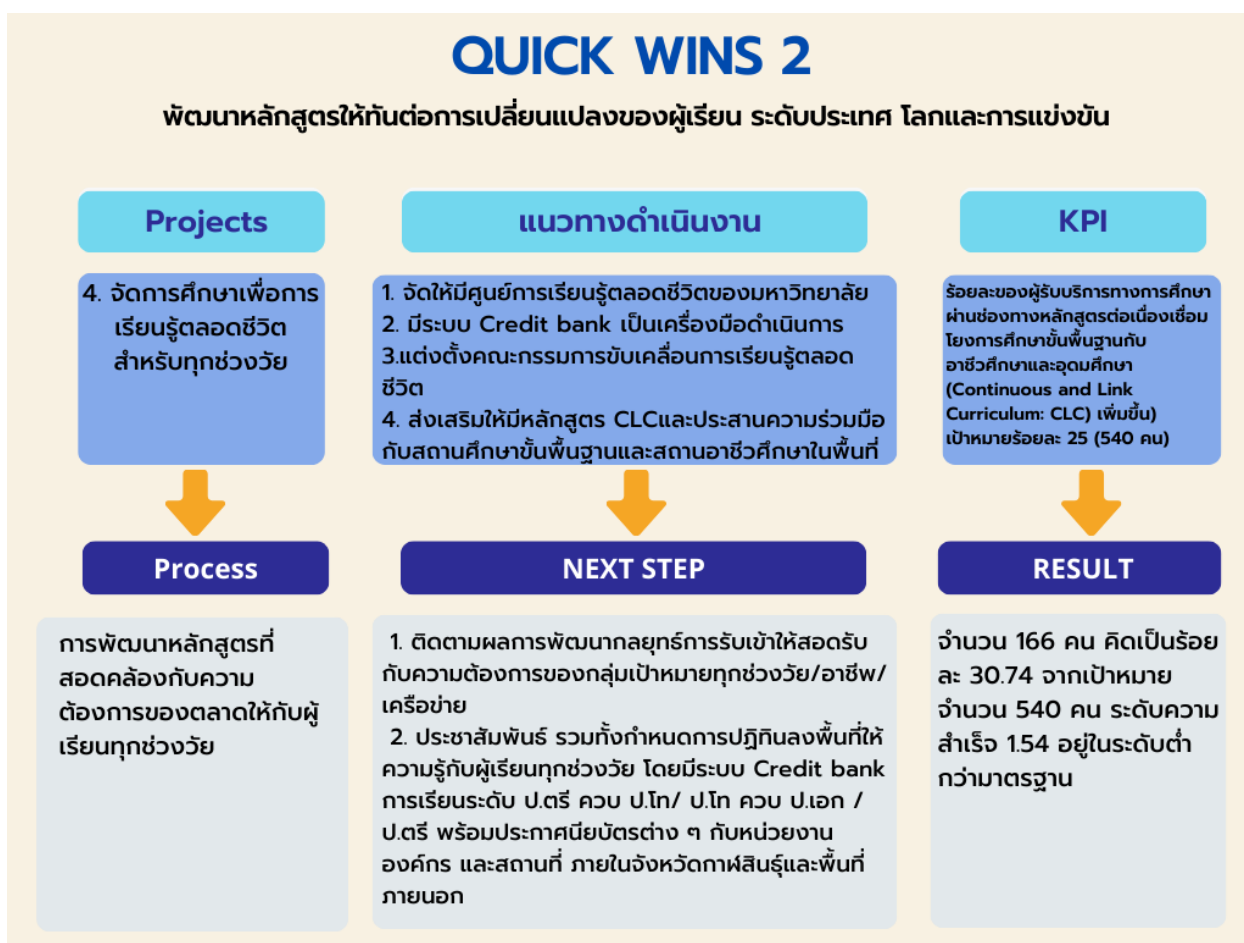 QUICK WINS 2
พัฒนาหลักสูตรให้ทันต่อการเปลี่ยนแปลงของผู้เรียน ระดับประเทศ โลกและการแข่งขัน
Projects
แนวทางดำเนินงาน
KPI
4. จัดการศึกษาเพื่อการ
เรียนรู้ตลอดชีวิต
สำหรับทุกช่วงวัย
1. จัดให้มีศูนย์การเรียนรู้ตลอดชีวิตของมหาวิทยาลัย
2. มีระบบ Credit bank เป็นเครื่องมือดำเนินการ
3.แต่งตั้งคณะกรรมการขับเคลื่อนการเรียนรู้ตลอด
ชีวิต
4. ส่งเสริมให้มีหลักสูตร CLCและประสานความร่วมมือ
กับสถานศึกษาขั้นพื้นฐานและสถานอาชีวศึกษาในพื้นที่
ร้อยละของผู้รับบริการทางการศึกษา
ผ่านช่องทางหลักสูตรต่อเนื่องเชื่อม
โยงการศึกษาขั้นพื้นฐานกับ
อาชีวศึกษาและอุดมศึกษา
(Continuous and Link
Curriculum: CLC) เพิ่มขึ้น)
เป้าหมายร้อยละ 25 (540 คน)
Process
NEXT STEP
RESULT
การพัฒนาหลักสูตรที่
สอดคล้องกับความ
ต้องการของตลาดให้กับผู้
เรียนทุกช่วงวัย
1. ติดตามผลการพัฒนากลยุทธ์การรับเข้าให้สอดรับ
กับความต้องการของกลุ่มเป้าหมายทุกช่วงวัย/อาชีพ/
เครือข่าย
2. ประชาสัมพันธ์ รวมทั้งกำหนดการปฏิทินลงพื้นที่ให้
ความรู้กับผู้เรียนทุกช่วงวัย โดยมีระบบ Credit bank
การเรียนระดับ ป.ตรี ควบ ป.โท/ ป.โท ควบ ป.เอก /
ป.ตรี พร้อมประกาศนียบัตรต่าง ๆ กับหน่วยงาน
องค์กร และสถานที่ ภายในจังหวัดกาฬสินธุ์และพื้นที่
ภายนอก
จำนวน 166 คน คิดเป็นร้อย
ละ 30.74 จากเป้าหมาย
จำนวน 540 คน ระดับความ
สำเร็จ 1.54 อยู่ในระดับต่ำ
กว่ามาตรฐาน